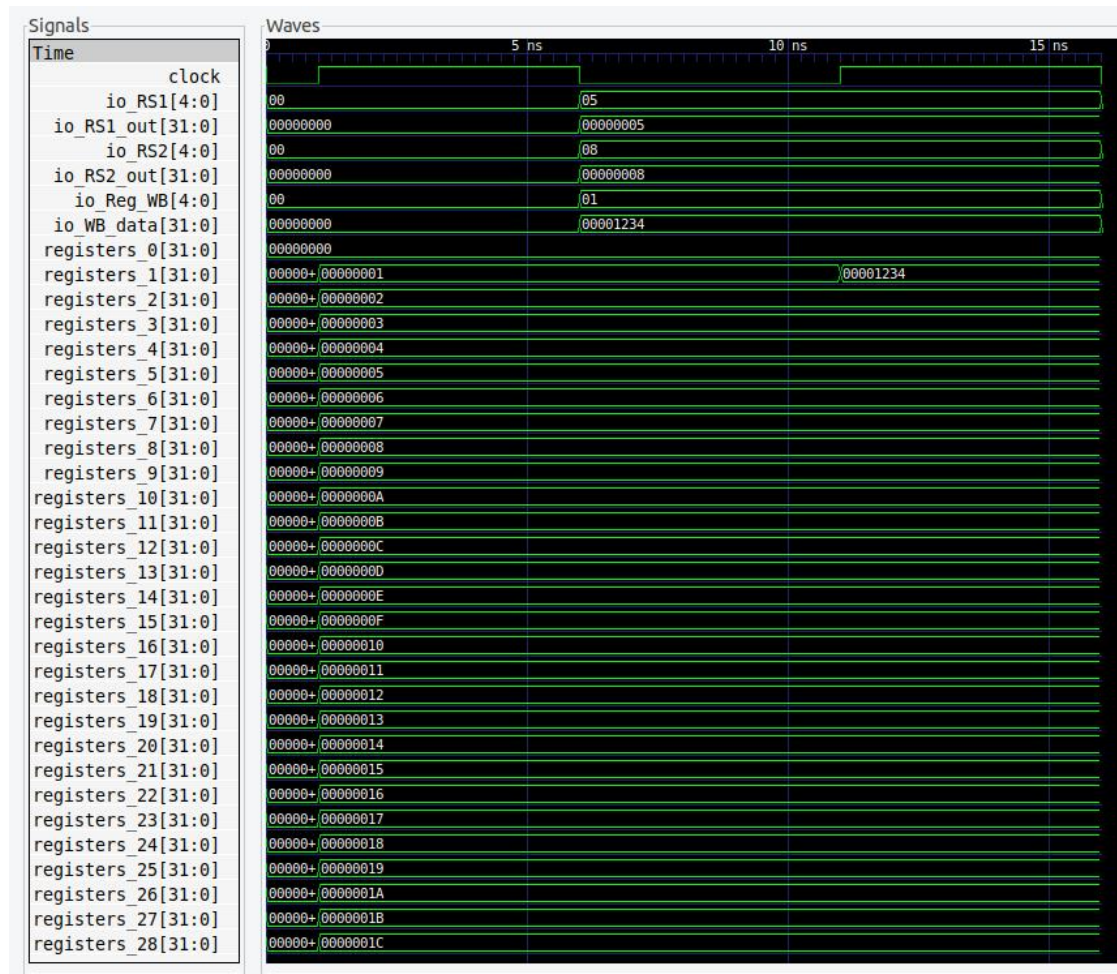 Signals Waves
Time 0 5 ns 10 ns 15 ns
clock
io_RS1[4:0] 00 05
io_RS1_out[31:0] 00000000 00000005
io_RS2[4:0] 00 08
io_RS2_out[31:0] 00000000 00000008
io_Reg_WB[4:0] 00 01
io_WB_data[31:0] 00000000 00001234
registers_0[31:0] 00000000
registers_1[31:0] 00000+ 00000001 00001234
registers_2[31:0] 00000+ 00000002
registers_3[31:0] 00000+ 00000003
registers_4[31:0] 00000+ 00000004
registers_5[31:0] 00000+ 00000005
registers_6[31:0] 00000+ 00000006
registers_7[31:0] 00000+ 00000007
registers_8[31:0] 00000+ 00000008
registers_9[31:0] 00000+ 00000009
registers_10[31:0] 00000+ 0000000A
registers_11[31:0] 00000+ 0000000B
registers_12[31:0] 00000+ 0000000C
registers_13[31:0] 00000+ 0000000D
registers_14[31:0] 00000+ 0000000E
registers_15[31:0] 00000+ 0000000F
registers_16[31:0] 00000+ 00000010
registers_17[31:0] 00000+ 00000011
registers_18[31:0] 00000+ 00000012
registers_19[31:0] 00000+ 00000013
registers_20[31:0] 00000+ 00000014
registers_21[31:0] 00000+ 00000015
registers_22[31:0] 00000+ 00000016
registers_23[31:0] 00000+ 00000017
registers_24[31:0] 00000+ 00000018
registers_25[31:0] 00000+ 00000019
registers_26[31:0] 00000+ 0000001A
registers_27[31:0] 00000+ 0000001B
registers_28[31:0] 00000+ 0000001C